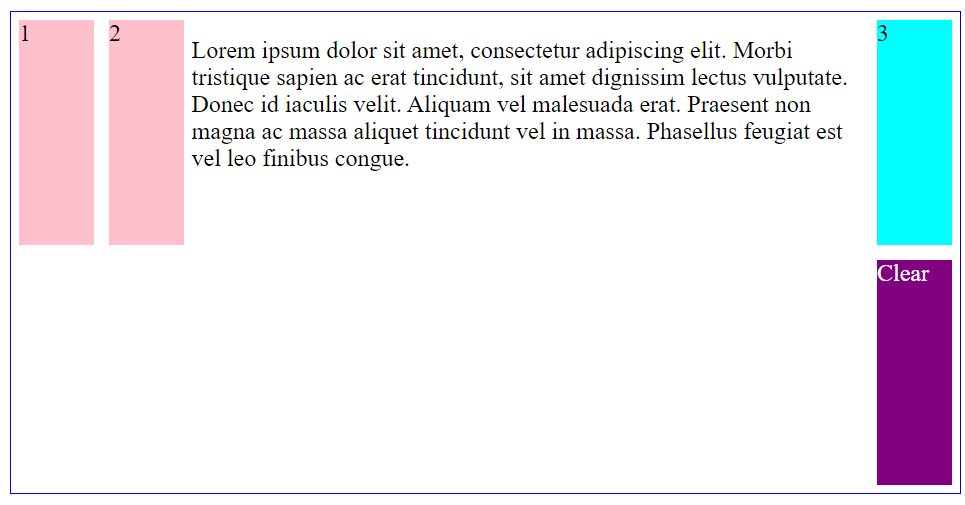 1
2
3
Lorem ipsum dolor sit amet, consectetur adipiscing elit. Morbi
tristique sapien ac erat tincidunt, sit amet dignissim lectus vulputate.
Donec id iaculis velit. Aliquam vel malesuada erat. Praesent non
magna ac massa aliquet tincidunt vel in massa. Phasellus feugiat est
vel leo finibus congue.
Clear